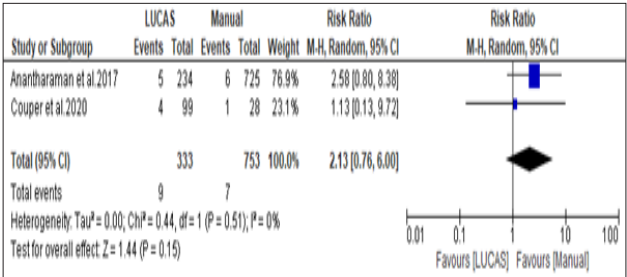 LUCAS Manual Risk Ratio Risk Ratio
Study or Subgroup Events Total Events Total Weight M-H, Random, 95% CI M-H, Random, 95% CI
Anantharaman et al.2017 5 234 6 725 76.9% 2.58 [0.80, 8.38]
Couper et al.2020 4 99 1 28 23.1% 1.13 [0.13, 9.72]
Total (95% CI) 333 753 100.0% 2.13 [0.76, 6.00]
Total events 9 7
Heterogeneity: Tau² = 0.00; Chi² = 0.44, df = 1 (P = 0.51); I² = 0%
Test for overall effect: Z = 1.44 (P = 0.15)
0.01 0.1 1 10 100
Favours [LUCAS] Favours [Manual]